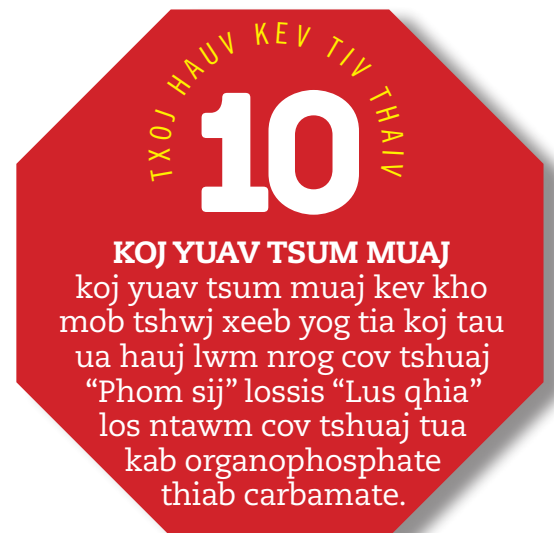 TXOJ HAUV KEV TIV THAIV
10
KOJ YUAV TSUM MUAJ
koj yuav tsum muaj kev kho
mob tshwj xeeb yog tia koj tau
ua hauj lwm nrog cov tshuaj
“Phom sij” lossis “Lus qhia”
los ntawm cov tshuaj tua
kab organophosphate
thiab carbamate.